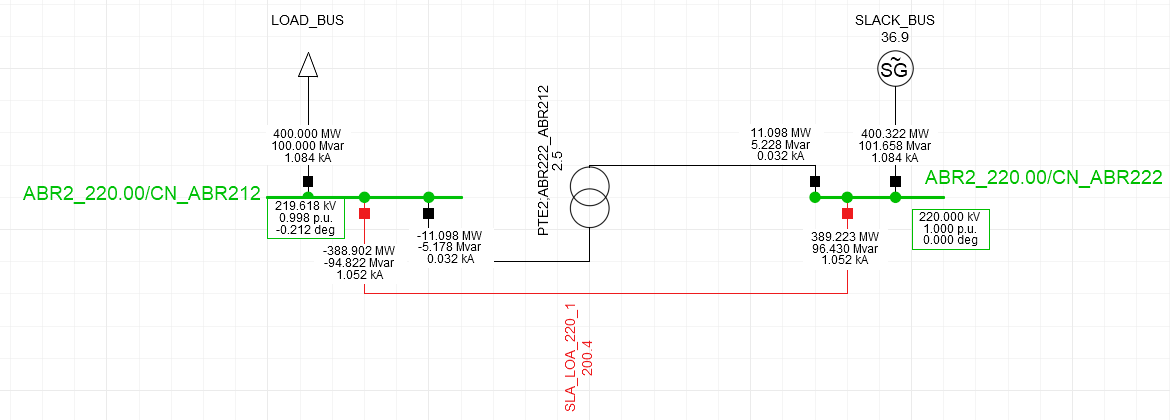 LOAD_BUS
SLACK_BUS
36.9
SG
~
400.000 MW
100.000 Mvar
1.084 kA
PTE2;ABR222_ABR212
2.5
11.098 MW
5.228 Mvar
0.032 kA
400.322 MW
101.658 Mvar
1.084 kA
ABR2_220.00/CN_ABR212
ABR2_220.00/CN_ABR222
219.618 kV
0.998 p.u.
-0.212 deg
-388.902 MW
-94.822 Mvar
1.052 kA
-11.098 MW
-5.178 Mvar
0.032 kA
389.223 MW
96.430 Mvar
1.052 kA
220.000 kV
1.000 p.u.
0.000 deg
SLA_LOA_220_1
200.4